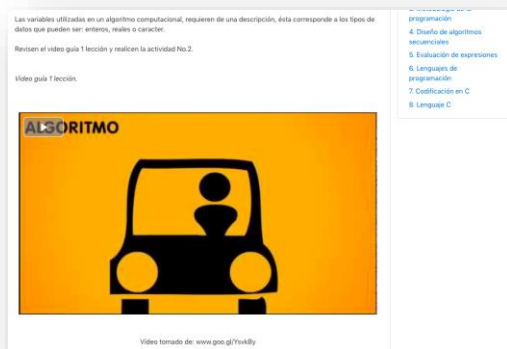 Las variables utilizadas en un algoritmo computacional, requieren de una descripción, ésta corresponde a los tipos de
datos que pueden ser: enteros, reales o caracter.
Revisen el video guía 1 lección y realicen la actividad No.2.
Video guía 1 lección.
ALGORITMO
Video tomado de: www.goo.gl/YsvkBy
programación
4. Diseño de algoritmos
secuenciales
5. Evaluación de expresiones
6. Lenguajes de
programación
7. Codificación en C
8. Lenguaje C